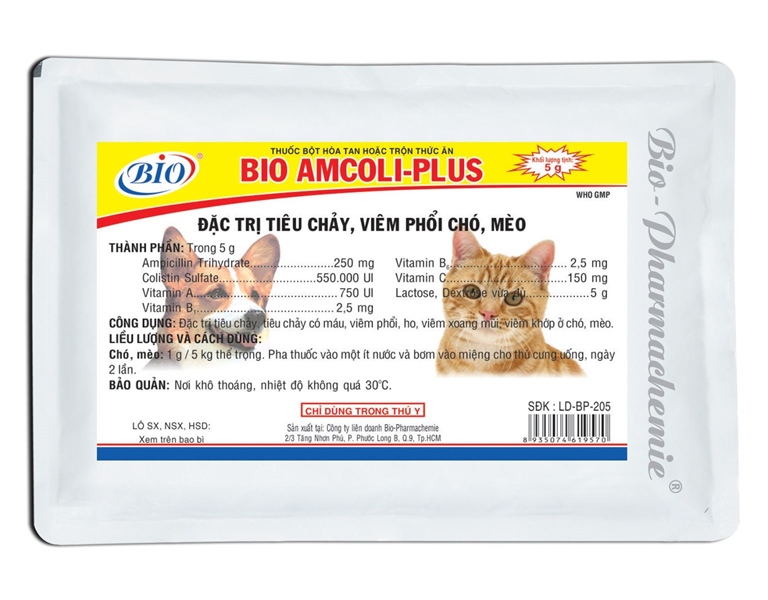 THUỐC BỘT HÒA TAN HOẶC TRỘN THỨC ĂN
BIO ®
BIO AMCOLI-PLUS
Khối lượng tịnh:
5 g
WHO GMP
ĐẶC TRỊ TIÊU CHẢY, VIÊM PHỔI CHÓ, MÈO
THÀNH PHẦN: Trong 5 g
Ampicillin Trihydrate..............................250 mg
Colistin Sulfate..........................550.000 UI
Vitamin A..................................... 750 UI
Vitamin B1................................... 2,5 mg
Vitamin B6.............................. 2,5 mg
Vitamin C..............................150 mg
Lactose, Dextrose vừa đủ....................5 g
CÔNG DỤNG: Đặc trị tiêu chảy, tiêu chảy có máu, viêm phổi, ho, viêm xoang mũi, viêm khớp ở chó, mèo.
LIỀU LƯỢNG VÀ CÁCH DÙNG:
Chó, mèo: 1 g / 5 kg thể trọng. Pha thuốc vào một ít nước và bơm vào miệng cho thú cưng uống, ngày
2 lần.
BẢO QUẢN: Nơi khô thoáng, nhiệt độ không quá 30°C.
CHỈ DÙNG TRONG THÚ Y
SĐK : LD-BP-205
LÔ SX, NSX, HSD:
Xem trên bao bì
Sản xuất tại: Công ty liên doanh Bio-Pharmachemie
2/3 Tăng Nhơn Phú, P. Phước Long B, Q.9, Tp.HCM
8 935074 619570
Bio-Pharmachemie ®